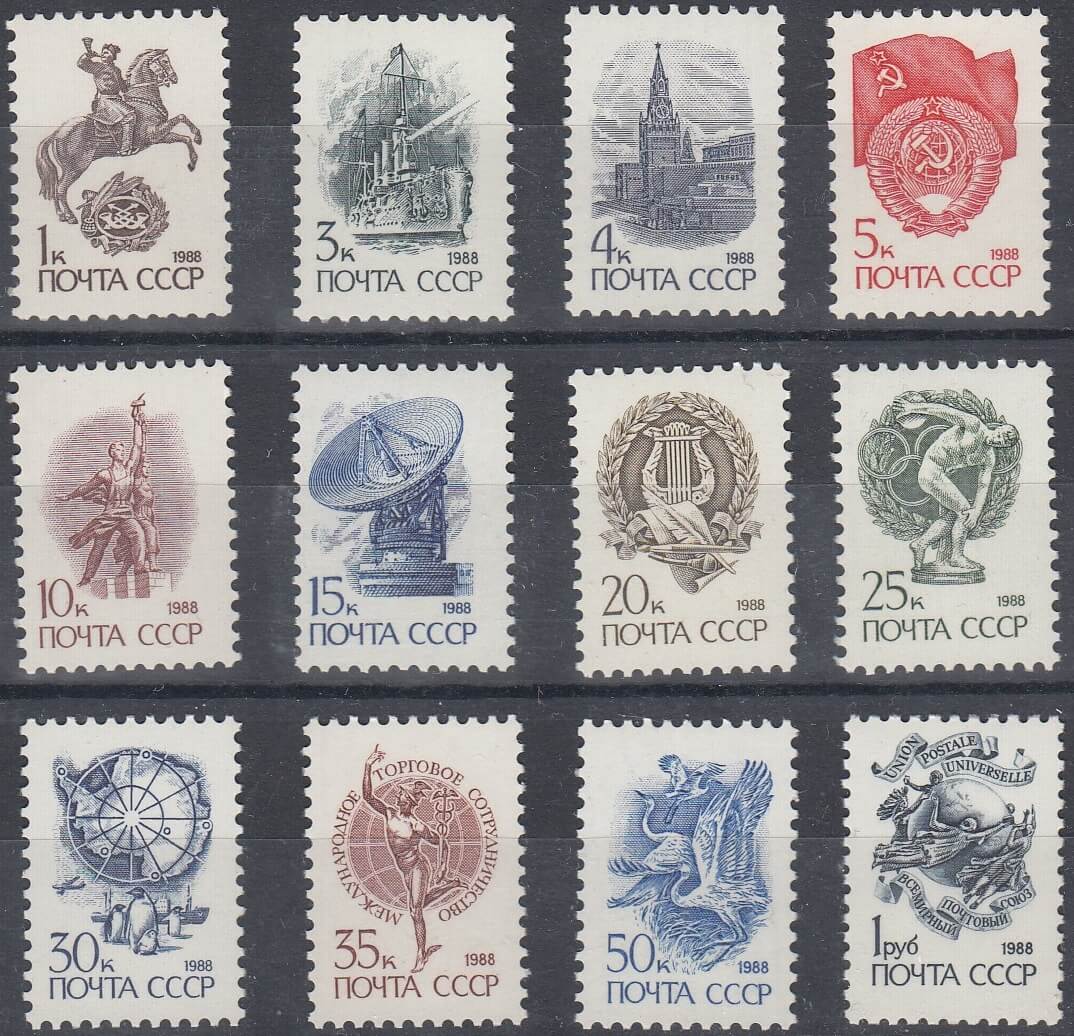 1к 1988
ПОЧТА СССР
3к 1988
ПОЧТА СССР
4к 1988
ПОЧТА СССР
5к 1988
ПОЧТА СССР
10к 1988
ПОЧТА СССР
15к 1988
ПОЧТА СССР
20к 1988
ПОЧТА СССР
25к 1988
ПОЧТА СССР
30к 1988
ПОЧТА СССР
МЕЖДУНАРОДНОЕ ТОРГОВОЕ СОТРУДНИЧЕСТВО
35к 1988
ПОЧТА СССР
50к 1988
ПОЧТА СССР
UNION POSTALE UNIVERSELLE
ВСЕМИРНЫЙ ПОЧТОВЫЙ СОЮЗ
1руб 1988
ПОЧТА СССР